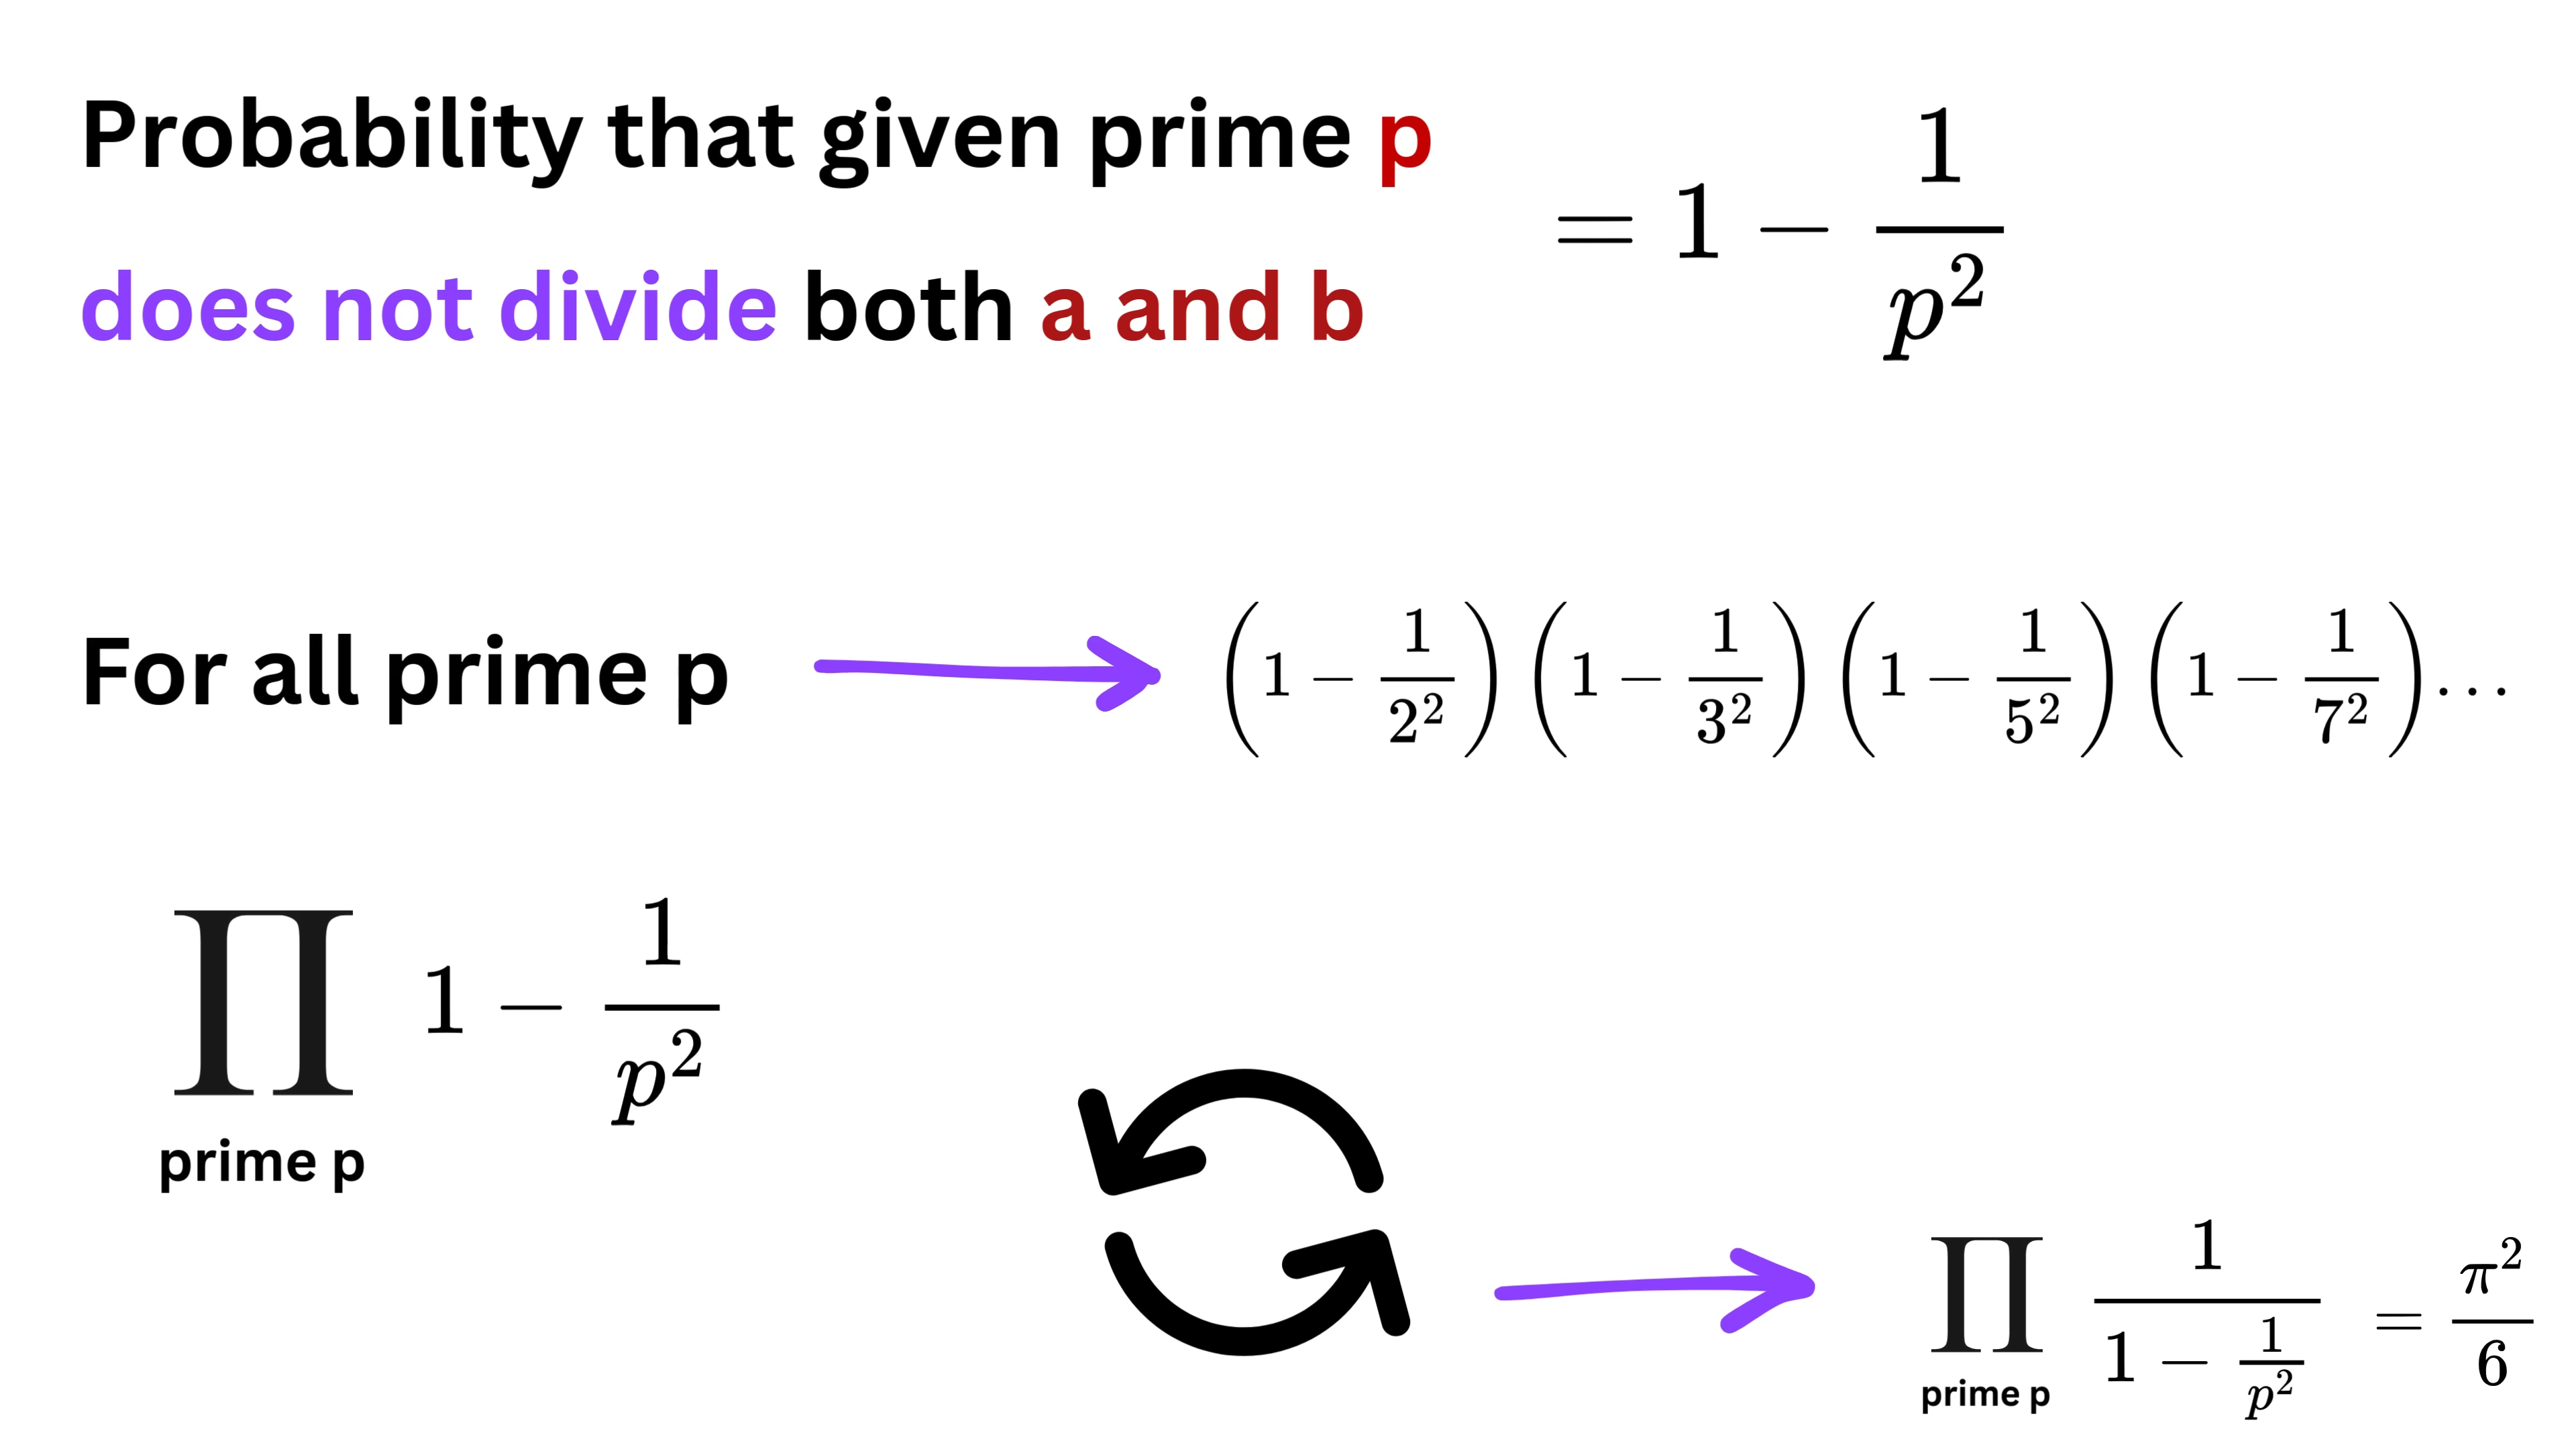 Probability that given prime p
does not divide both a and b
= 1 - 1/p²
For all prime p
(1 - 1/2²) (1 - 1/3²) (1 - 1/5²) (1 - 1/7²)...
∏ 1 - 1/p²
prime p
∏ 1/(1 - 1/p²) = π²/6
prime p